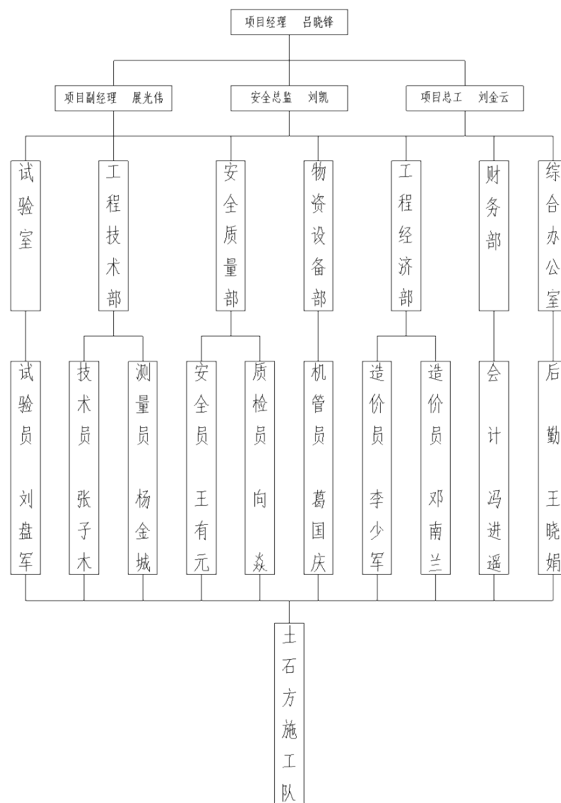 项目经理 吕晓锋
项目副经理 展光伟
安全总监 刘凯
项目总工 刘金云
试验室
工程技术部
安全质量部
物资设备部
工程经济部
财务部
综合办公室
试验员 刘盘军
技术员 张子木
测量员 杨金城
安全员 王有元
质检员 向焱
机管员 葛国庆
造价员 李少军
造价员 邓南兰
会计 冯进遥
后勤 王晓娟
土石方施工队